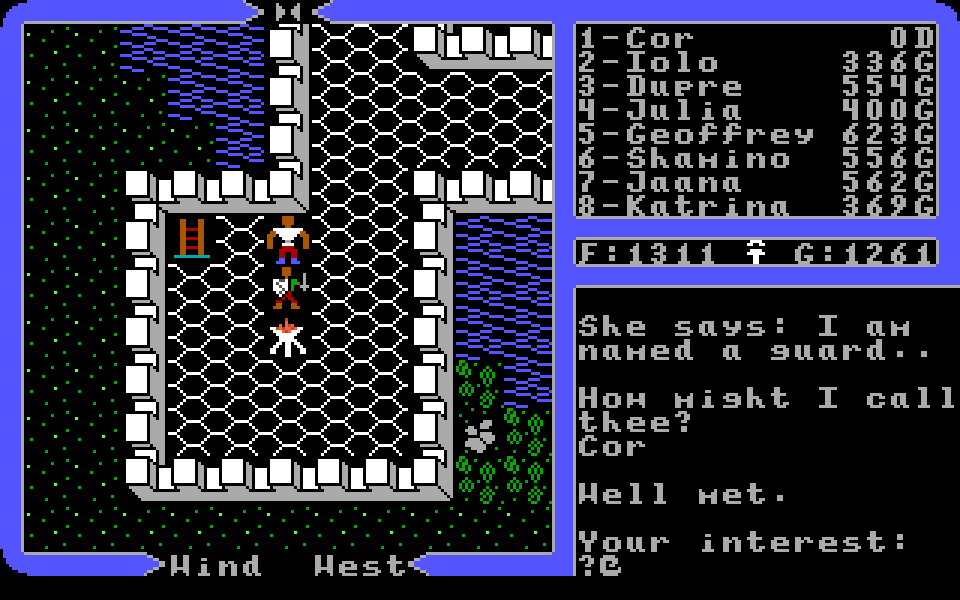 1-Cor 0D
2-Iolo 336G
3-Dupre 554G
4-Julia 400G
5-Geoffrey 623G
6-Shamino 556G
7-Jaana 562G
8-Katrina 369G
F:1311 G:1261
She says: I am
named a guard..
How might I call
thee?
Cor
Well met.
Your interest:
?
Wind West